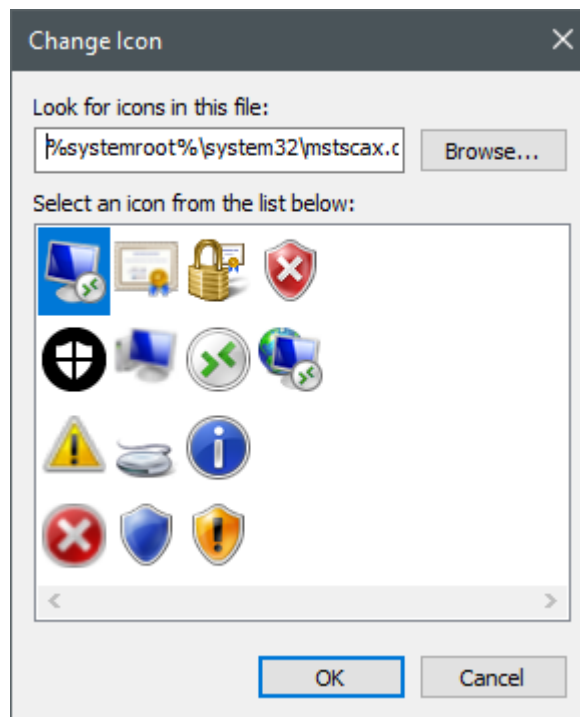 Change Icon
Look for icons in this file:
%systemroot%\system32\mstscax.c
Browse...
Select an icon from the list below:
OK
Cancel